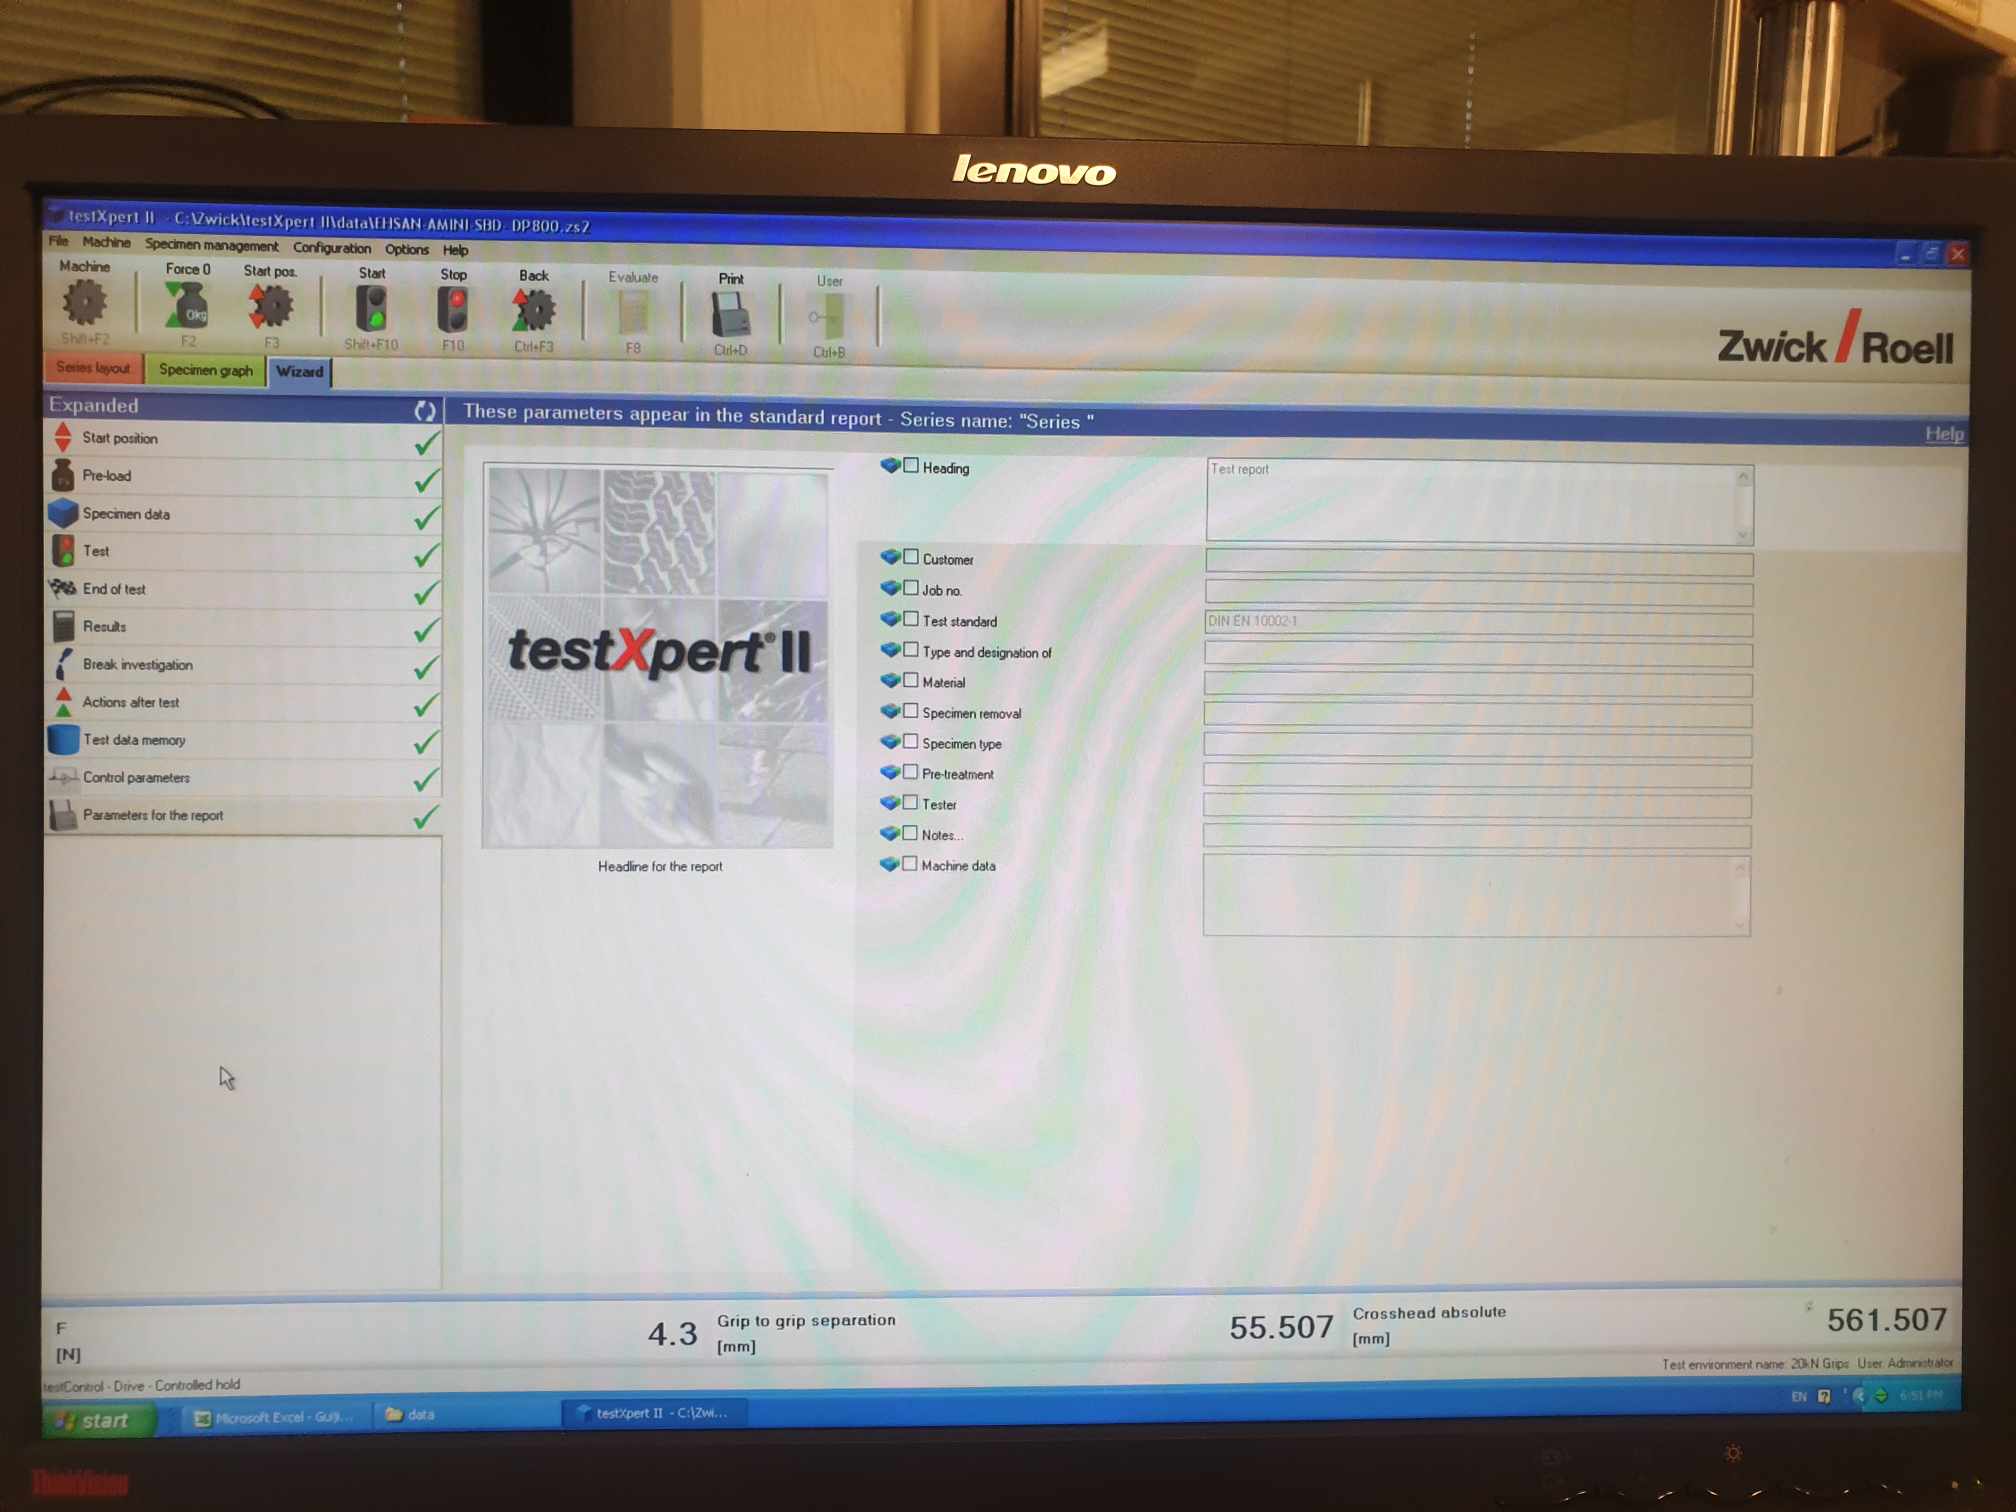 lenovo
testXpert II - C:\Zwick\testXpert II\data\EHSAN-AMINI-SBD- DP800.zs2
File Machine Specimen management Configuration Options Help
Machine Force 0 Start pos. Start Stop Back Evaluate Print User
0kg
Shift+F2 F2 F3 Shift+F10 F10 Ctrl+F3 F8 Ctrl+D Ctrl+B
Zwick / Roell
Series layout Specimen graph Wizard
Expanded
These parameters appear in the standard report - Series name: "Series "
Help
Start position
Pre-load
Specimen data
Test
End of test
Results
Break investigation
Actions after test
Test data memory
Control parameters
Parameters for the report
testXpert® II
Headline for the report
Heading Test report
Customer
Job no.
Test standard DIN EN 10002-1
Type and designation of
Material
Specimen removal
Specimen type
Pre-treatment
Tester
Notes...
Machine data
F
[N]
4.3
Grip to grip separation
[mm]
55.507
Crosshead absolute
[mm]
561.507
Test environment name: 20kN Grips User: Administrator
testControl - Drive - Controlled hold
start Microsoft Excel - Guiji... data testXpert II - C:\Zwi... EN 6:51 PM
ThinkVision